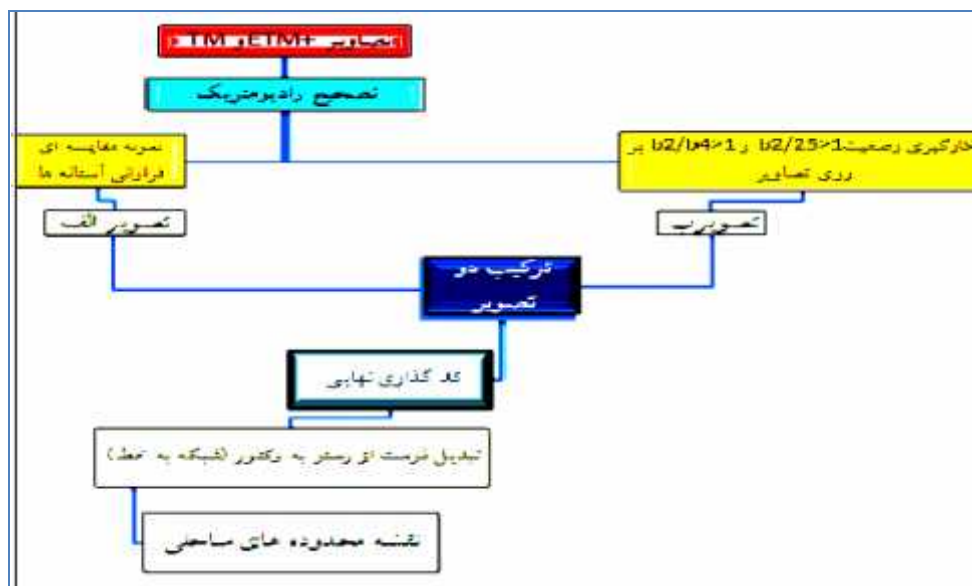 تصاویر ETM+ و TM
تصحیح رادیومتریک
نمونه مقایسه ای
فراوانی آستانه ها
بکارگیری وضعیت b2/25>1 و b2/b4>1 بر
روی تصاویر
تصویر الف
تصویر ب
ترکیب دو
تصویر
کد گذاری نهایی
تبدیل فرمت از رستر به وکتور (شبکه به خط)
نقشه محدوده های ساحلی